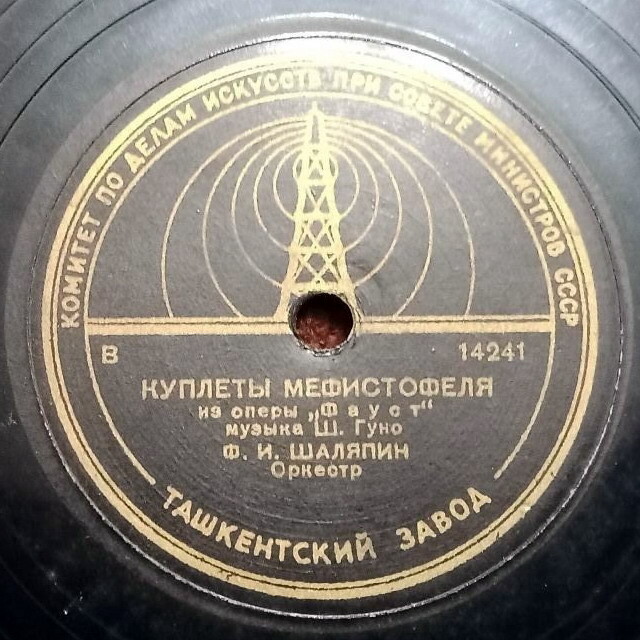 КОМИТЕТ ПО ДЕЛАМ ИСКУССТВ ПРИ СОВЕТЕ МИНИСТРОВ СССР
В 14241
КУПЛЕТЫ МЕФИСТОФЕЛЯ
из оперы „Фауст“
музыка Ш. Гуно
Ф. И. ШАЛЯПИН
Оркестр
ТАШКЕНТСКИЙ ЗАВОД